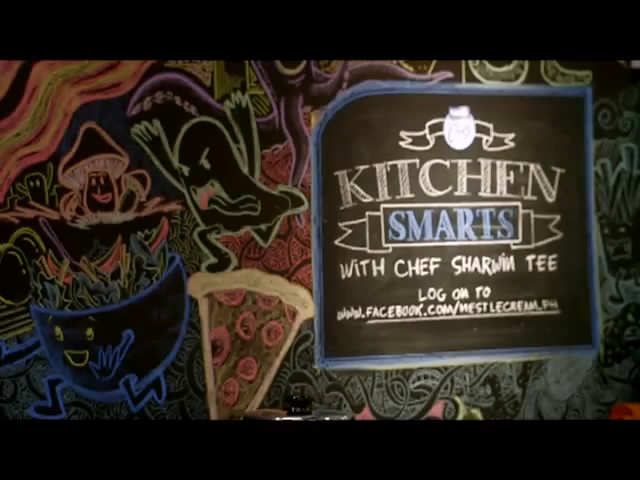 KITCHEN
SMARTS
WITH CHEF SHARWIN TEE
LOG ON TO
WWW.FACEBOOK.COM/NESTLECREAM.PH